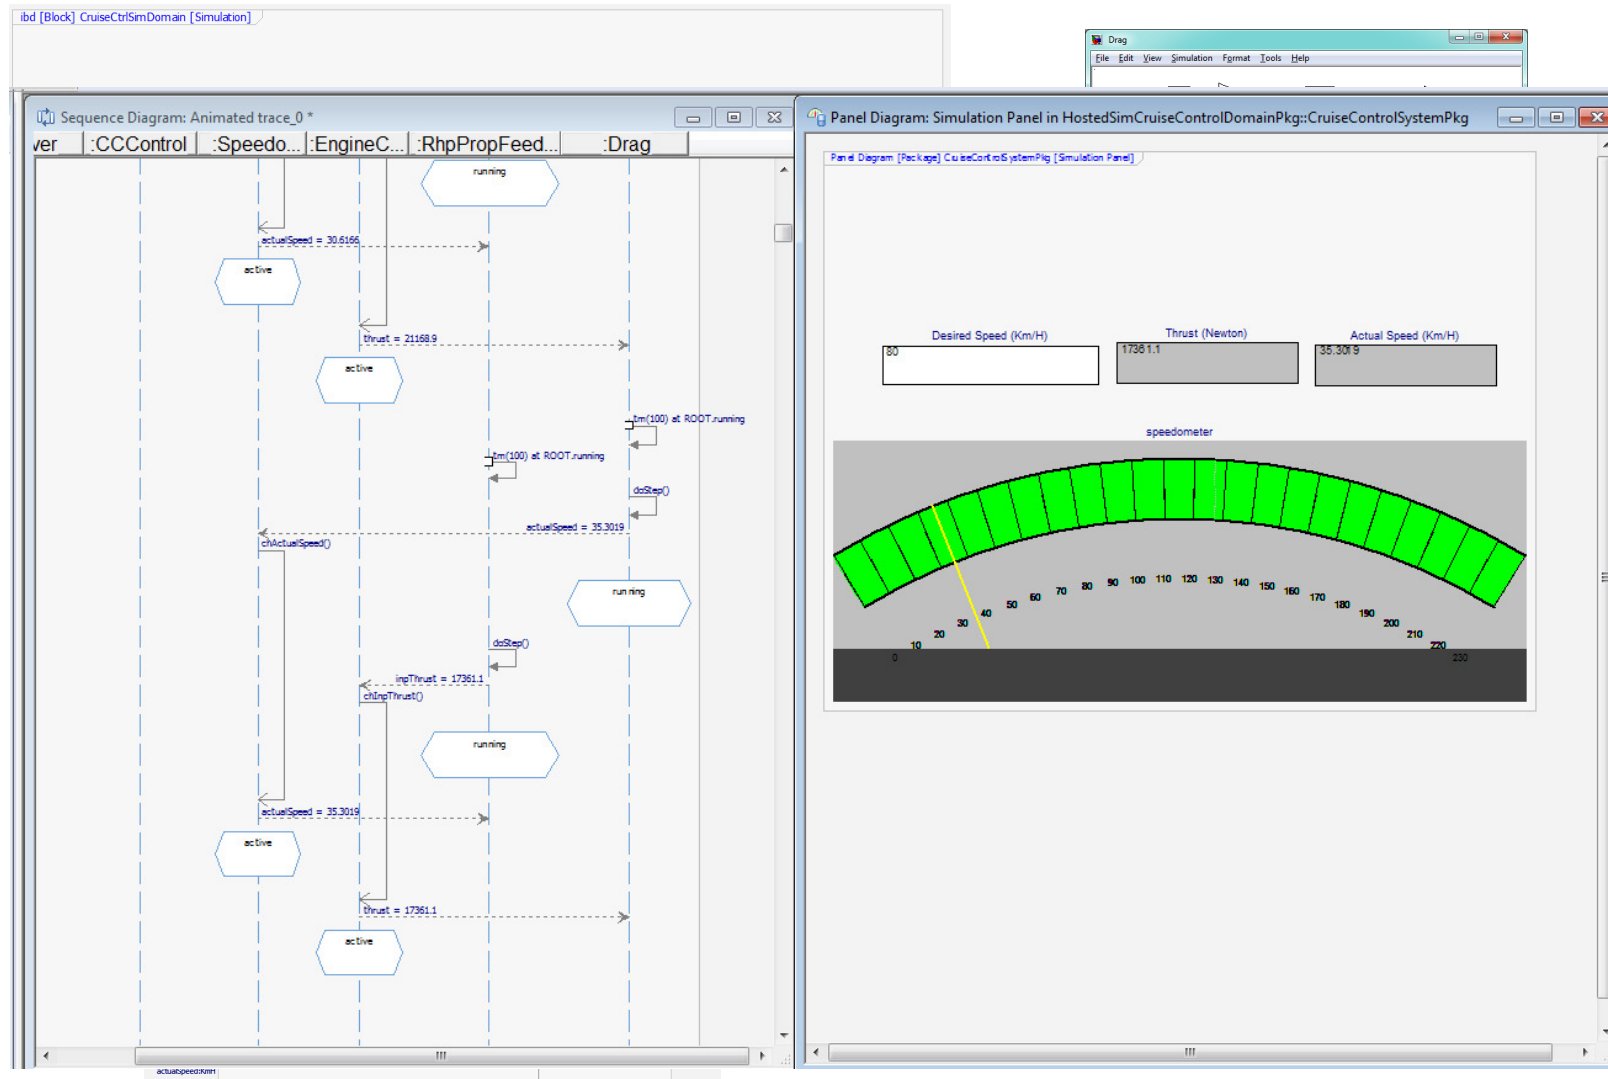 ibd [Block] CruiseCtrlSimDomain [Simulation]
Drag
File Edit View Simulation Format Tools Help
Sequence Diagram: Animated trace_0 *
ver :CCControl :Speedo... :EngineC... :RhpPropFeed... :Drag
running
actualSpeed = 30.6166
active
thrust = 21168.9
active
tm(100) at ROOT.running
tm(100) at ROOT.running
doStep()
actualSpeed = 35.3019
chActualSpeed()
running
doStep()
inpThrust = 17361.1
chInpThrust()
running
actualSpeed = 35.3019
active
thrust = 17361.1
active
actualSpeed:KmH
Panel Diagram: Simulation Panel in HostedSimCruiseControlDomainPkg::CruiseControlSystemPkg
Panel Diagram [Package] CruiseControlSystemPkg [Simulation Panel]
Desired Speed (Km/H) Thrust (Newton) Actual Speed (Km/H)
80 17361.1 35.3019
speedometer
0 10 20 30 40 50 60 70 80 90 100 110 120 130 140 150 160 170 180 190 200 210 220 230